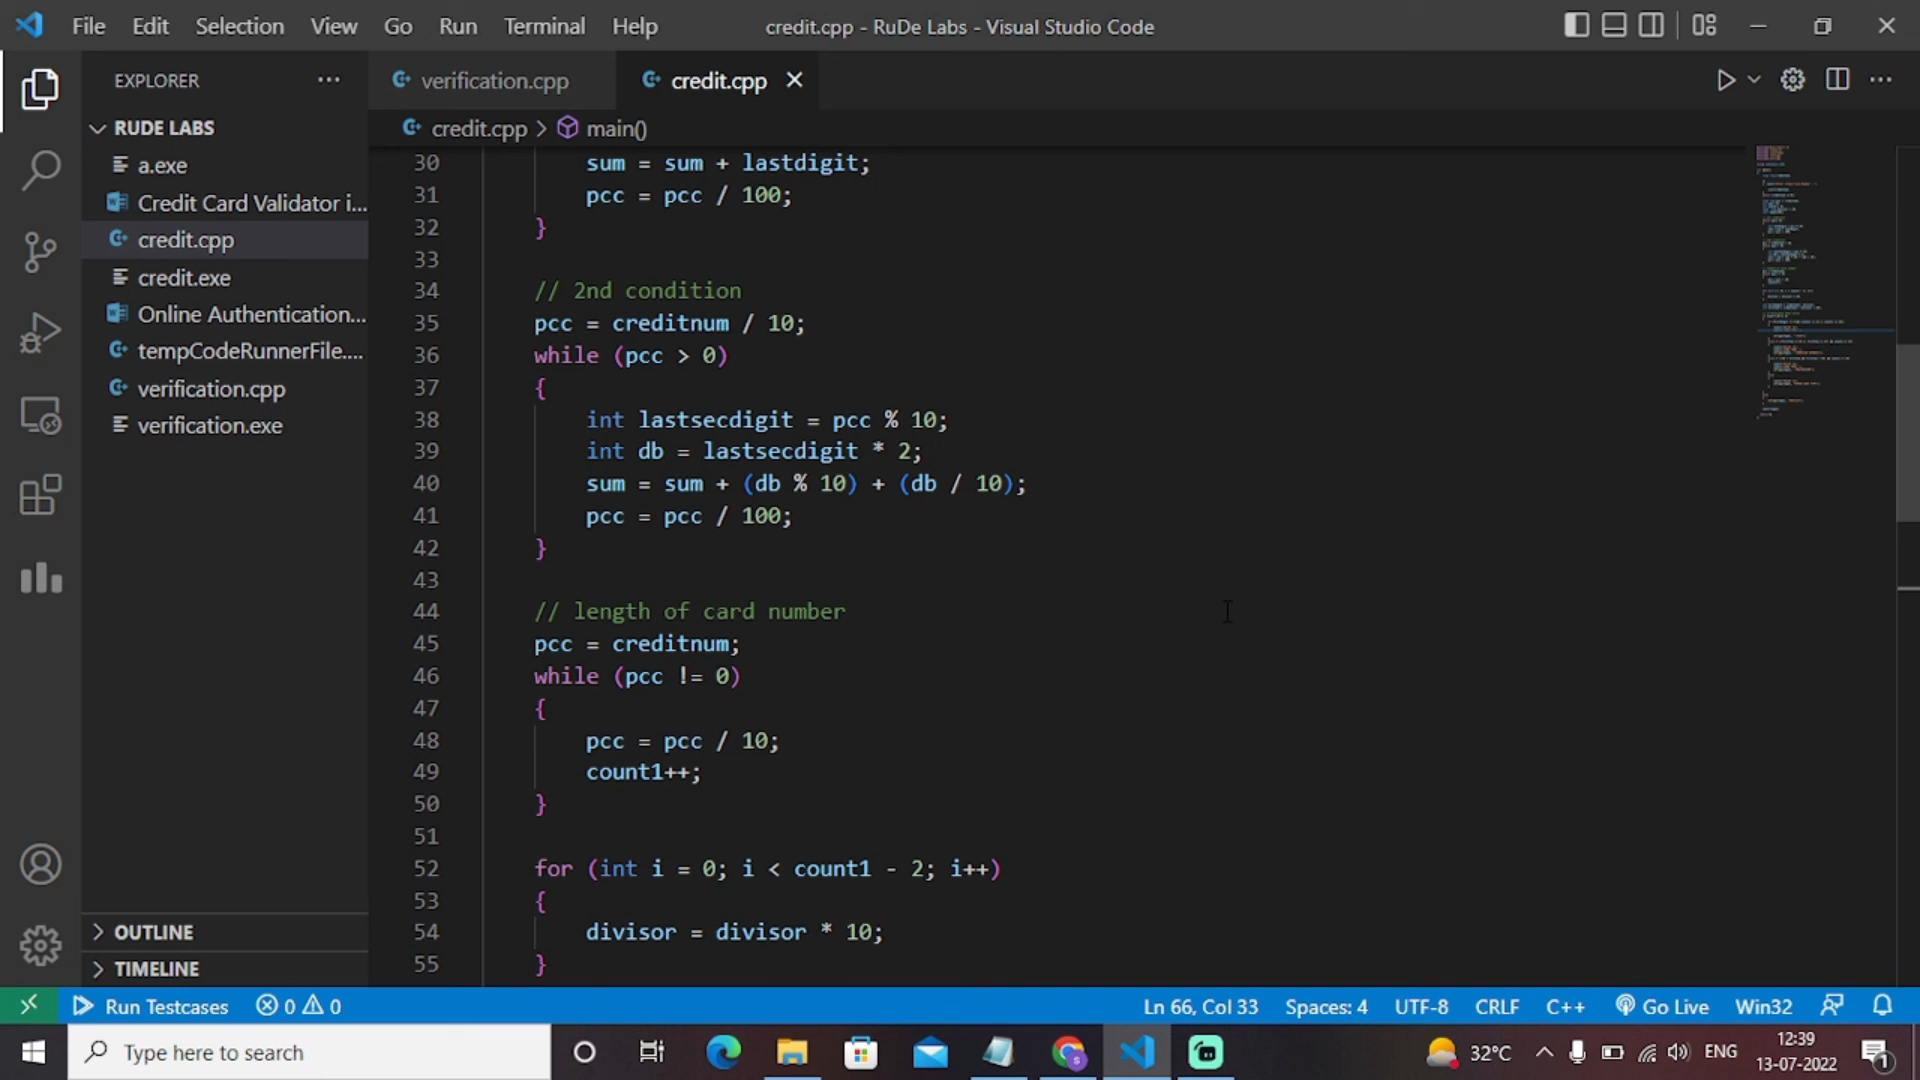 File Edit Selection View Go Run Terminal Help credit.cpp - RuDe Labs - Visual Studio Code
EXPLORER
RUDE LABS
a.exe
Credit Card Validator i...
credit.cpp
credit.exe
Online Authentication...
tempCodeRunnerFile....
verification.cpp
verification.exe
OUTLINE
TIMELINE
verification.cpp credit.cpp
credit.cpp > main()
30 sum = sum + lastdigit;
31 pcc = pcc / 100;
32 }
33
34 // 2nd condition
35 pcc = creditnum / 10;
36 while (pcc > 0)
37 {
38 int lastsecdigit = pcc % 10;
39 int db = lastsecdigit * 2;
40 sum = sum + (db % 10) + (db / 10);
41 pcc = pcc / 100;
42 }
43
44 // length of card number
45 pcc = creditnum;
46 while (pcc != 0)
47 {
48 pcc = pcc / 10;
49 count1++;
50 }
51
52 for (int i = 0; i < count1 - 2; i++)
53 {
54 divisor = divisor * 10;
55 }
Run Testcases 0 0 Ln 66, Col 33 Spaces: 4 UTF-8 CRLF C++ Go Live Win32
Type here to search 32°C ENG 12:39
13-07-2022
1